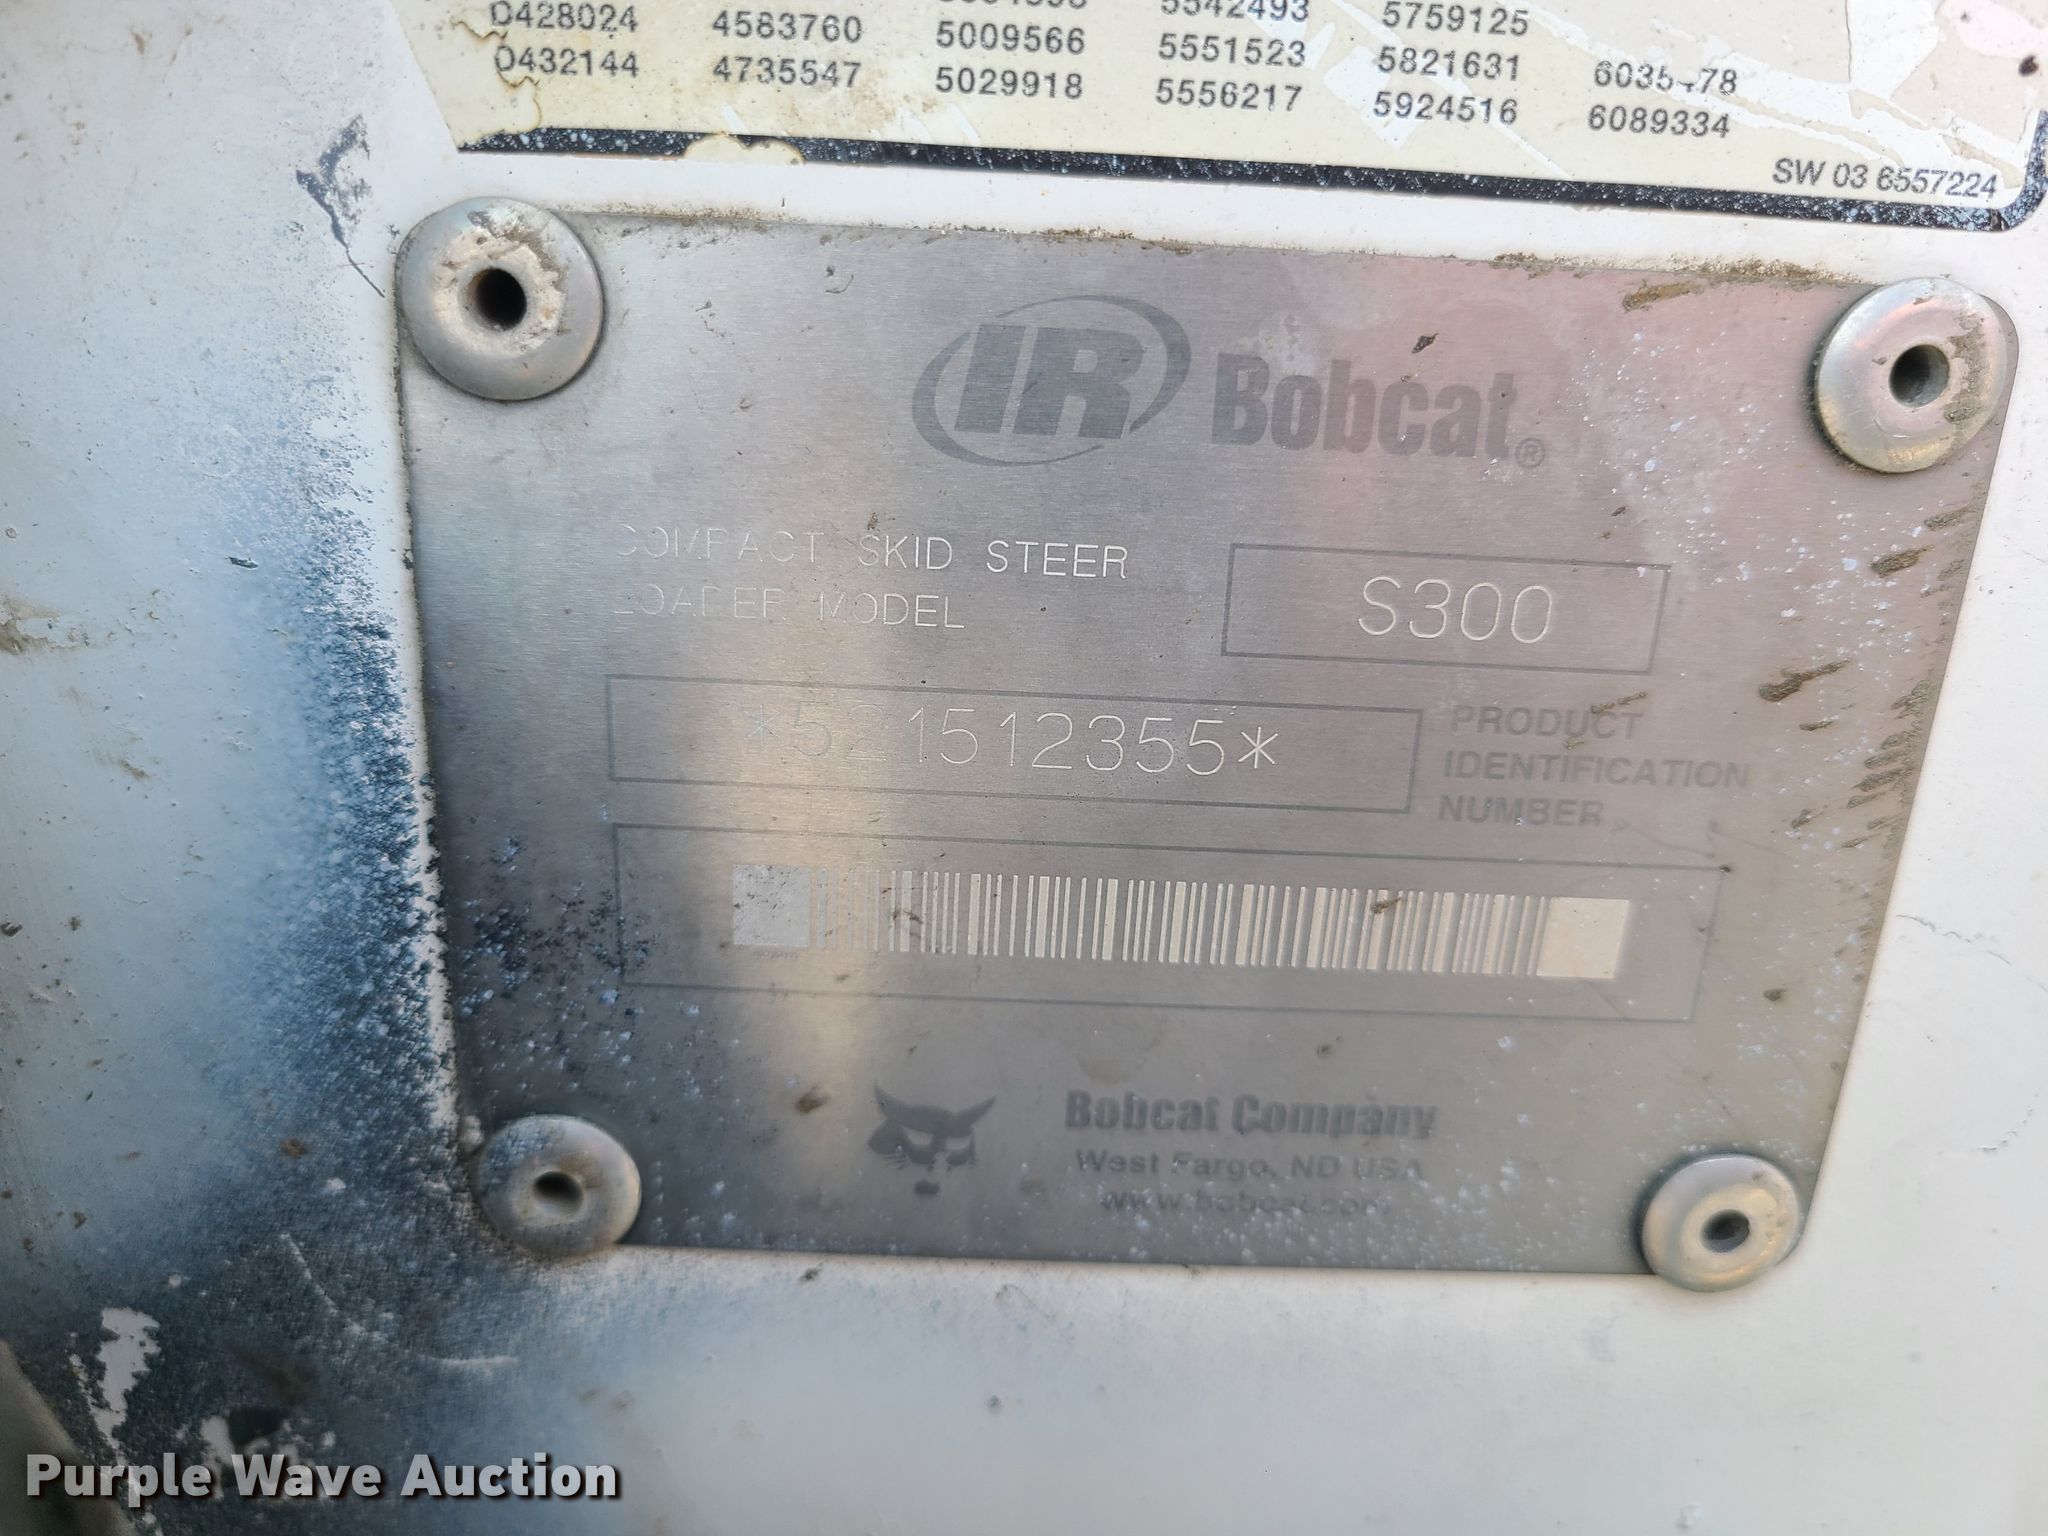 D428024 4583760 5009566 5542493 5759125
D432144 4735547 5029918 5551523 5821631
5556217 5924516 6089334
SW 03 6557224
IR Bobcat®
COMPACT SKID STEER
LOADER MODEL
S300
*521512355*
PRODUCT
IDENTIFICATION
NUMBER
Bobcat Company
West Fargo, ND USA
www.bobcat.com
Purple Wave Auction